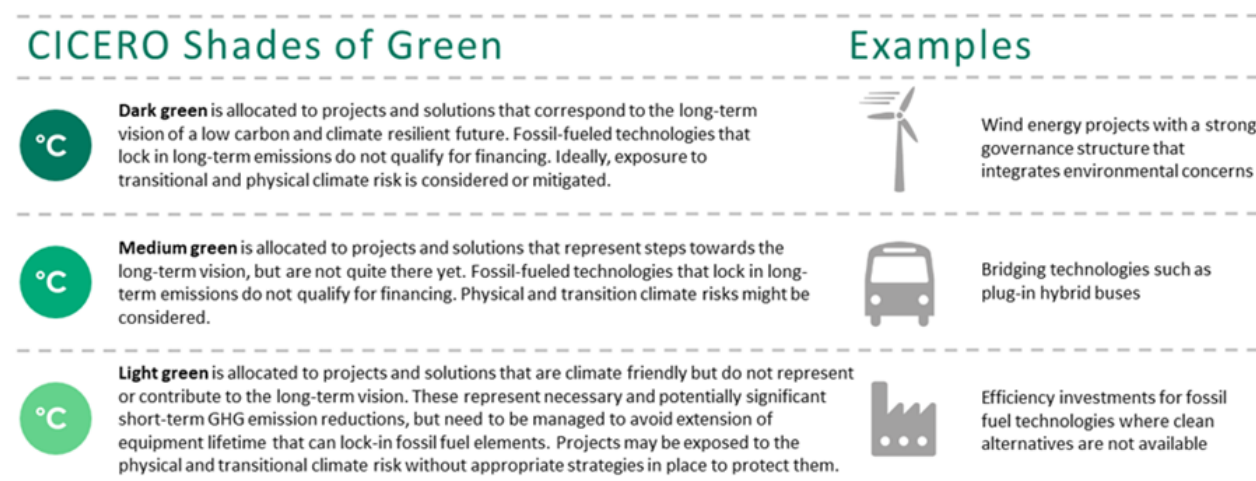 CICERO Shades of Green
Examples
°C
Dark green is allocated to projects and solutions that correspond to the long-term
vision of a low carbon and climate resilient future. Fossil-fueled technologies that
lock in long-term emissions do not qualify for financing. Ideally, exposure to
transitional and physical climate risk is considered or mitigated.
Wind energy projects with a strong
governance structure that
integrates environmental concerns
°C
Medium green is allocated to projects and solutions that represent steps towards the
long-term vision, but are not quite there yet. Fossil-fueled technologies that lock in long-
term emissions do not qualify for financing. Physical and transition climate risks might be
considered.
Bridging technologies such as
plug-in hybrid buses
°C
Light green is allocated to projects and solutions that are climate friendly but do not represent
or contribute to the long-term vision. These represent necessary and potentially significant
short-term GHG emission reductions, but need to be managed to avoid extension of
equipment lifetime that can lock-in fossil fuel elements. Projects may be exposed to the
physical and transitional climate risk without appropriate strategies in place to protect them.
Efficiency investments for fossil
fuel technologies where clean
alternatives are not available